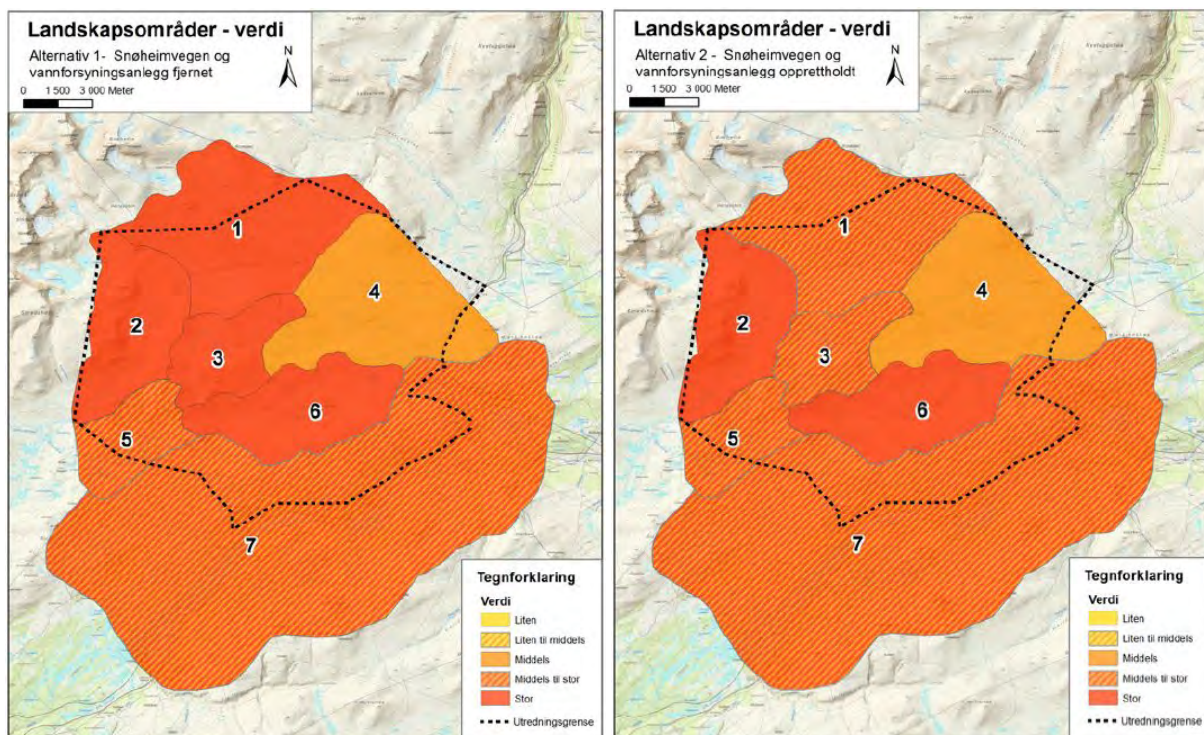 Landskapsområder - verdi
Alternativ 1- Snøheimvegen og
vannforsyningsanlegg fjernet
N
0 1 500 3 000 Meter
1
2
3
4
5
6
7
Tegnforklaring
Verdi
Liten
Liten til middels
Middels
Middels til stor
Stor
Utredningsgrense
Landskapsområder - verdi
Alternativ 2 - Snøheimvegen og
vannforsyningsanlegg opprettholdt
N
0 1 500 3 000 Meter
1
2
3
4
5
6
7
Tegnforklaring
Verdi
Liten
Liten til middels
Middels
Middels til stor
Stor
Utredningsgrense